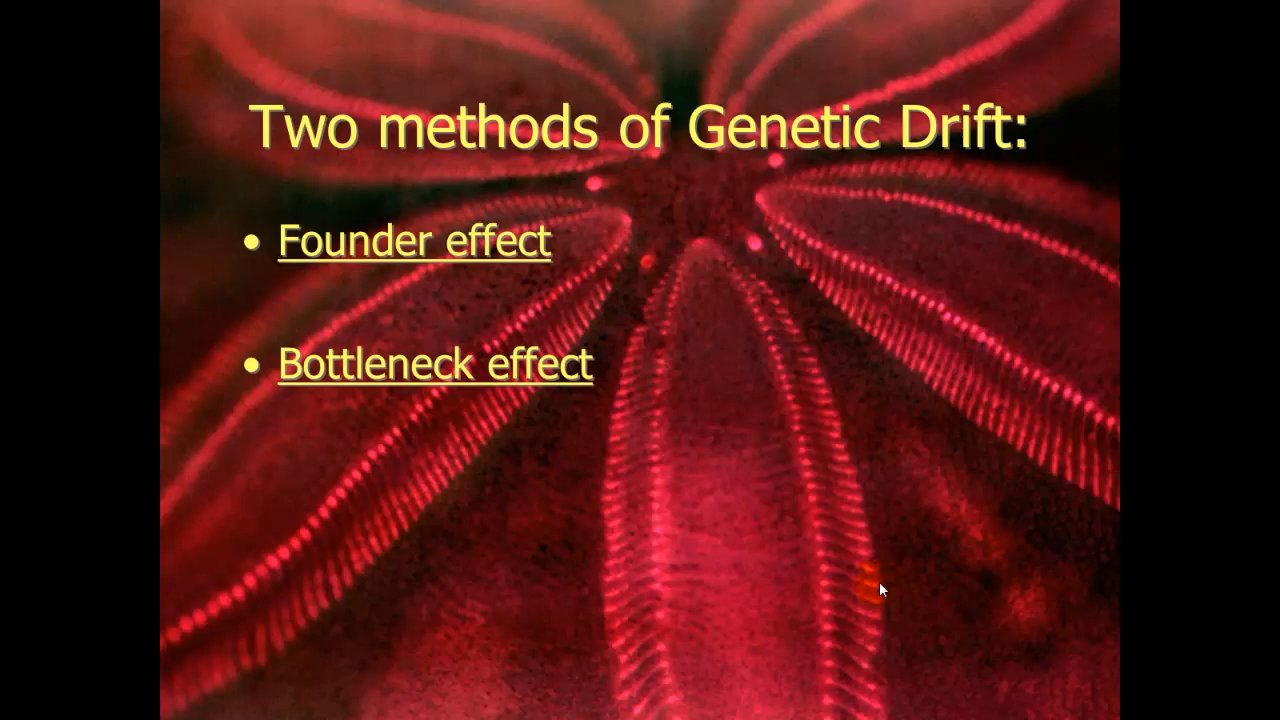 Two methods of Genetic Drift:
• Founder effect
• Bottleneck effect